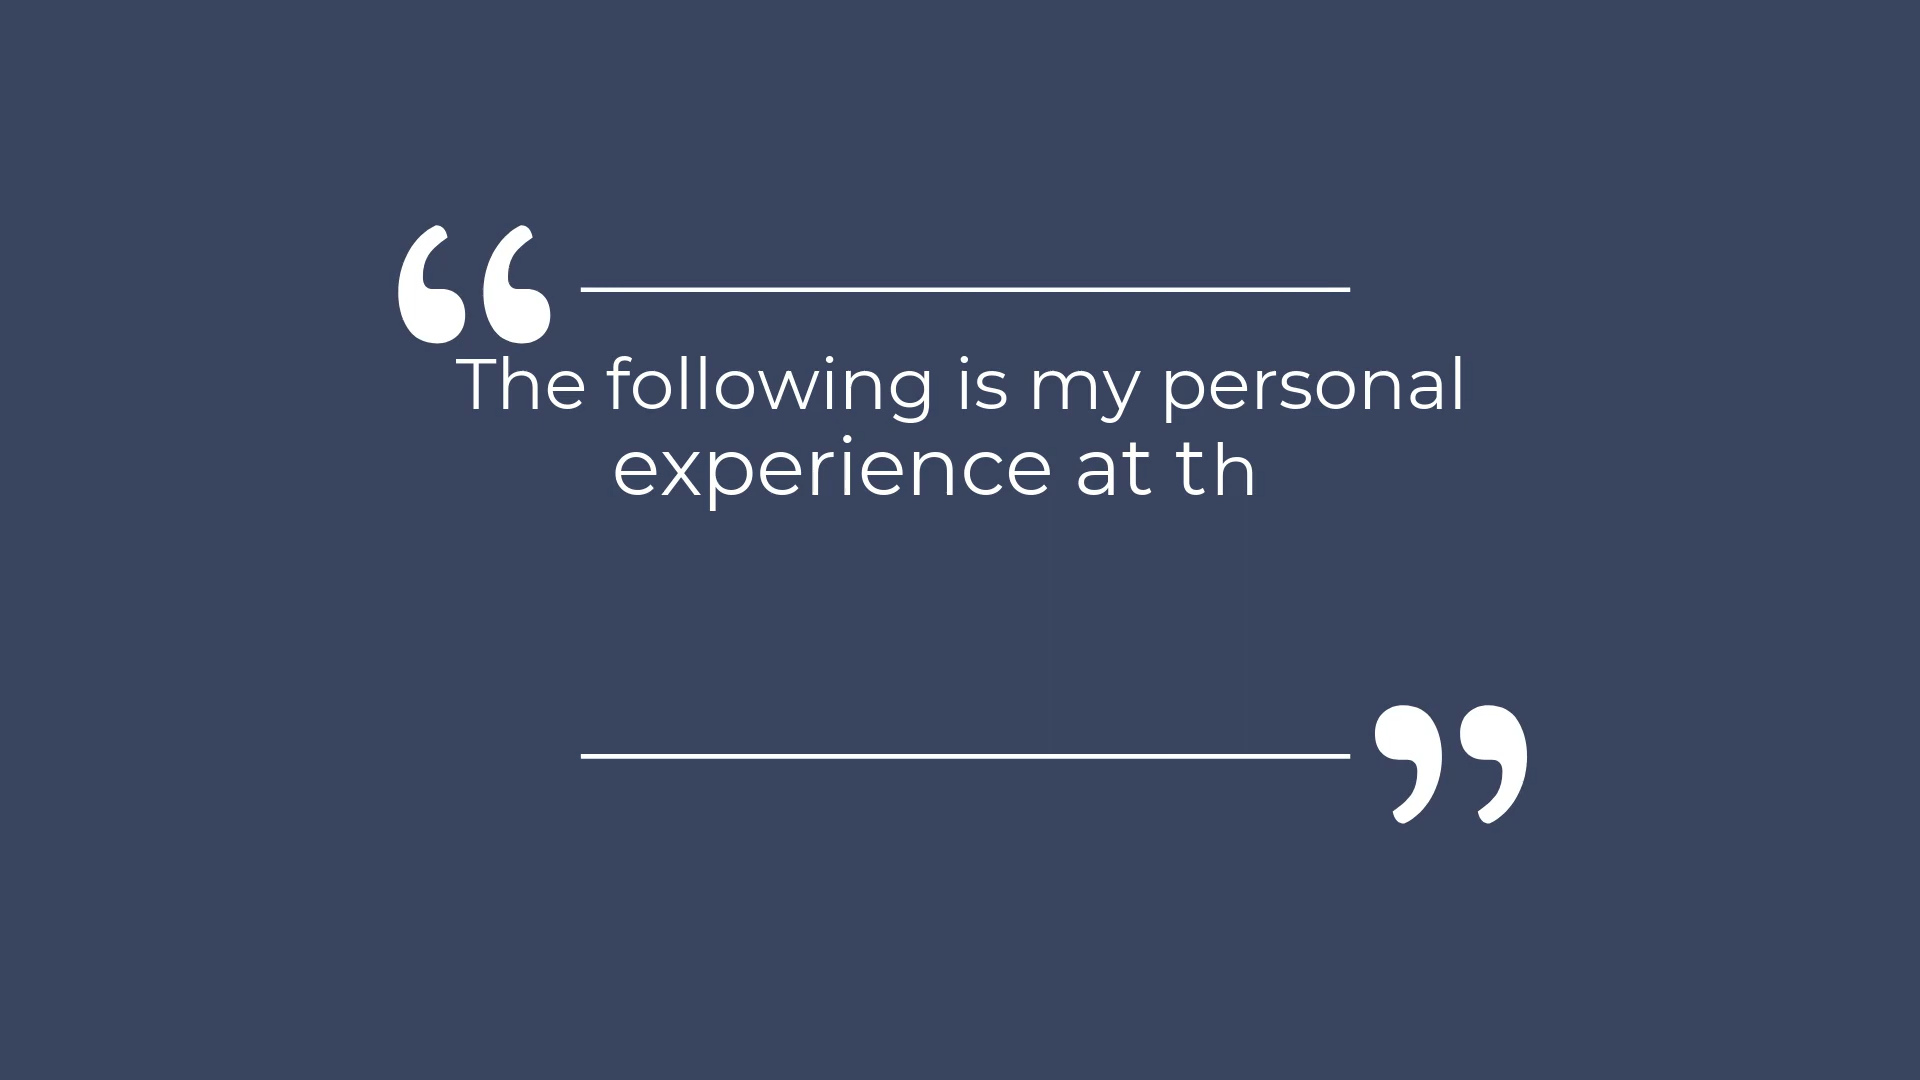 “
The following is my personal
experience at th
”